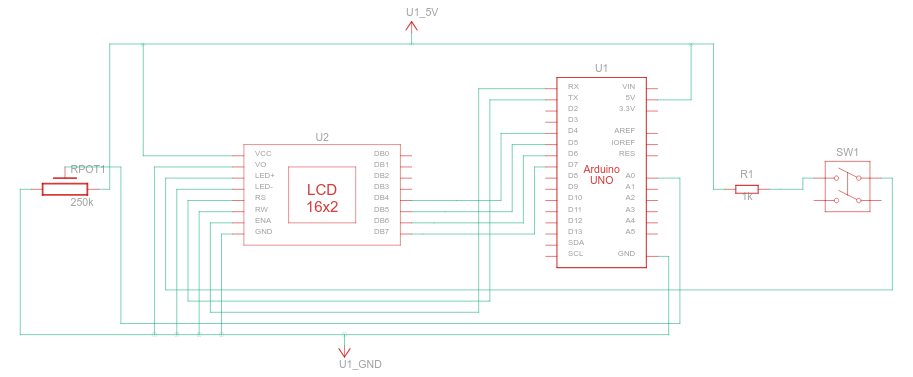 U1_5V
U1
RX VIN
TX 5V
D2 3.3V
D3
D4 AREF
D5 IOREF
D6 RES
D7
D8 A0
D9 A1
D10 A2
D11 A3
D12 A4
D13 A5
SDA
SCL GND
Arduino
UNO
U2
VCC DB0
VO DB1
LED+ DB2
LED- DB3
RS DB4
RW DB5
ENA DB6
GND DB7
LCD
16x2
RPOT1
250k
R1
1k
SW1
U1_GND